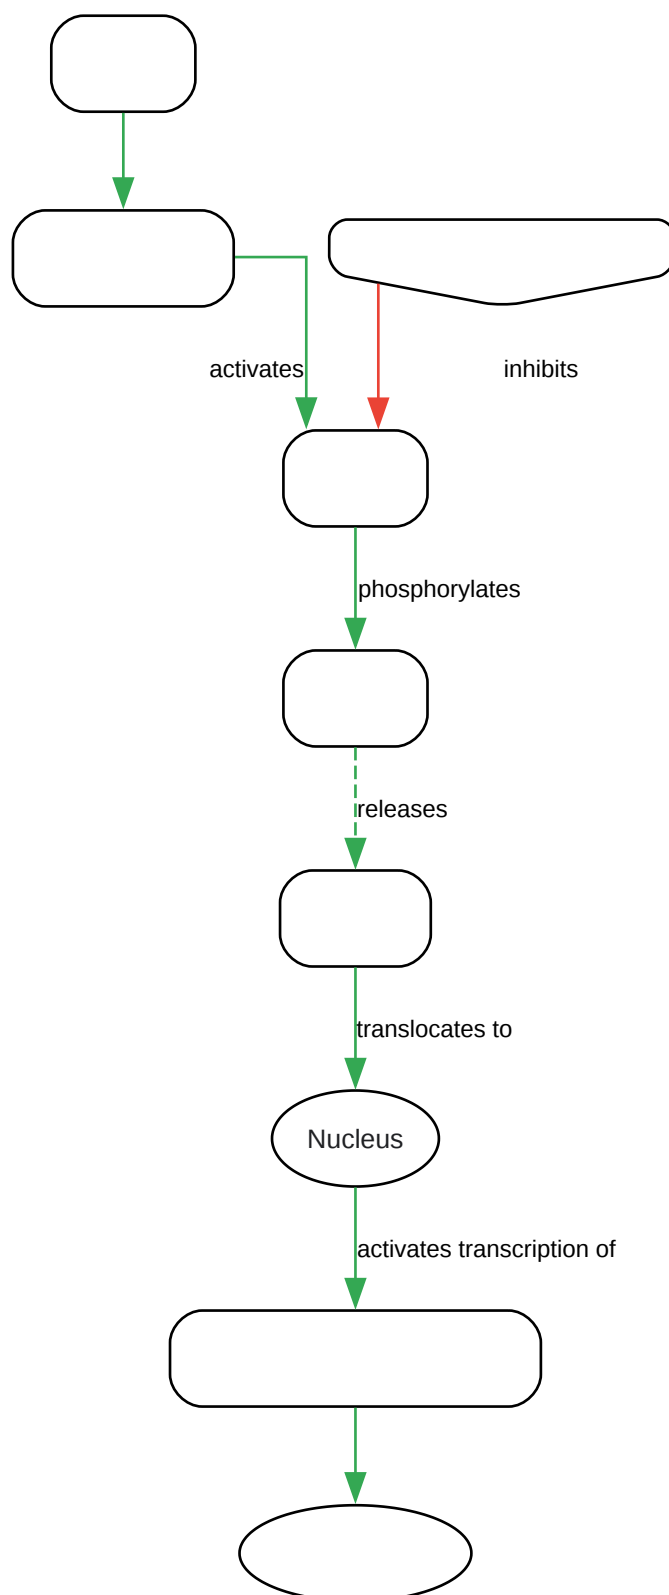 activates
inhibits
phosphorylates
releases
translocates to
Nucleus
activates transcription of